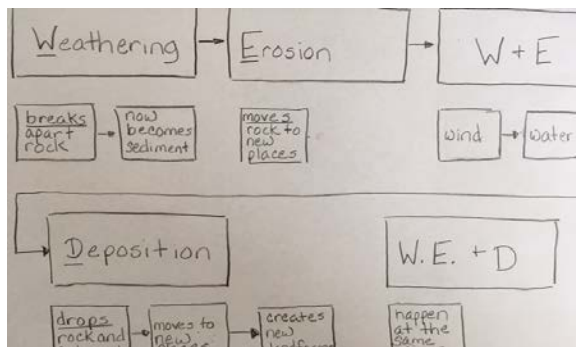 Weathering
Erosion
W + E
breaks
apart
rock
now
becomes
sediment
moves
rock to
new
places
wind
water
Deposition
W.E. + D
drops
rock and
moves to
new
creates
new
happen
at the
same